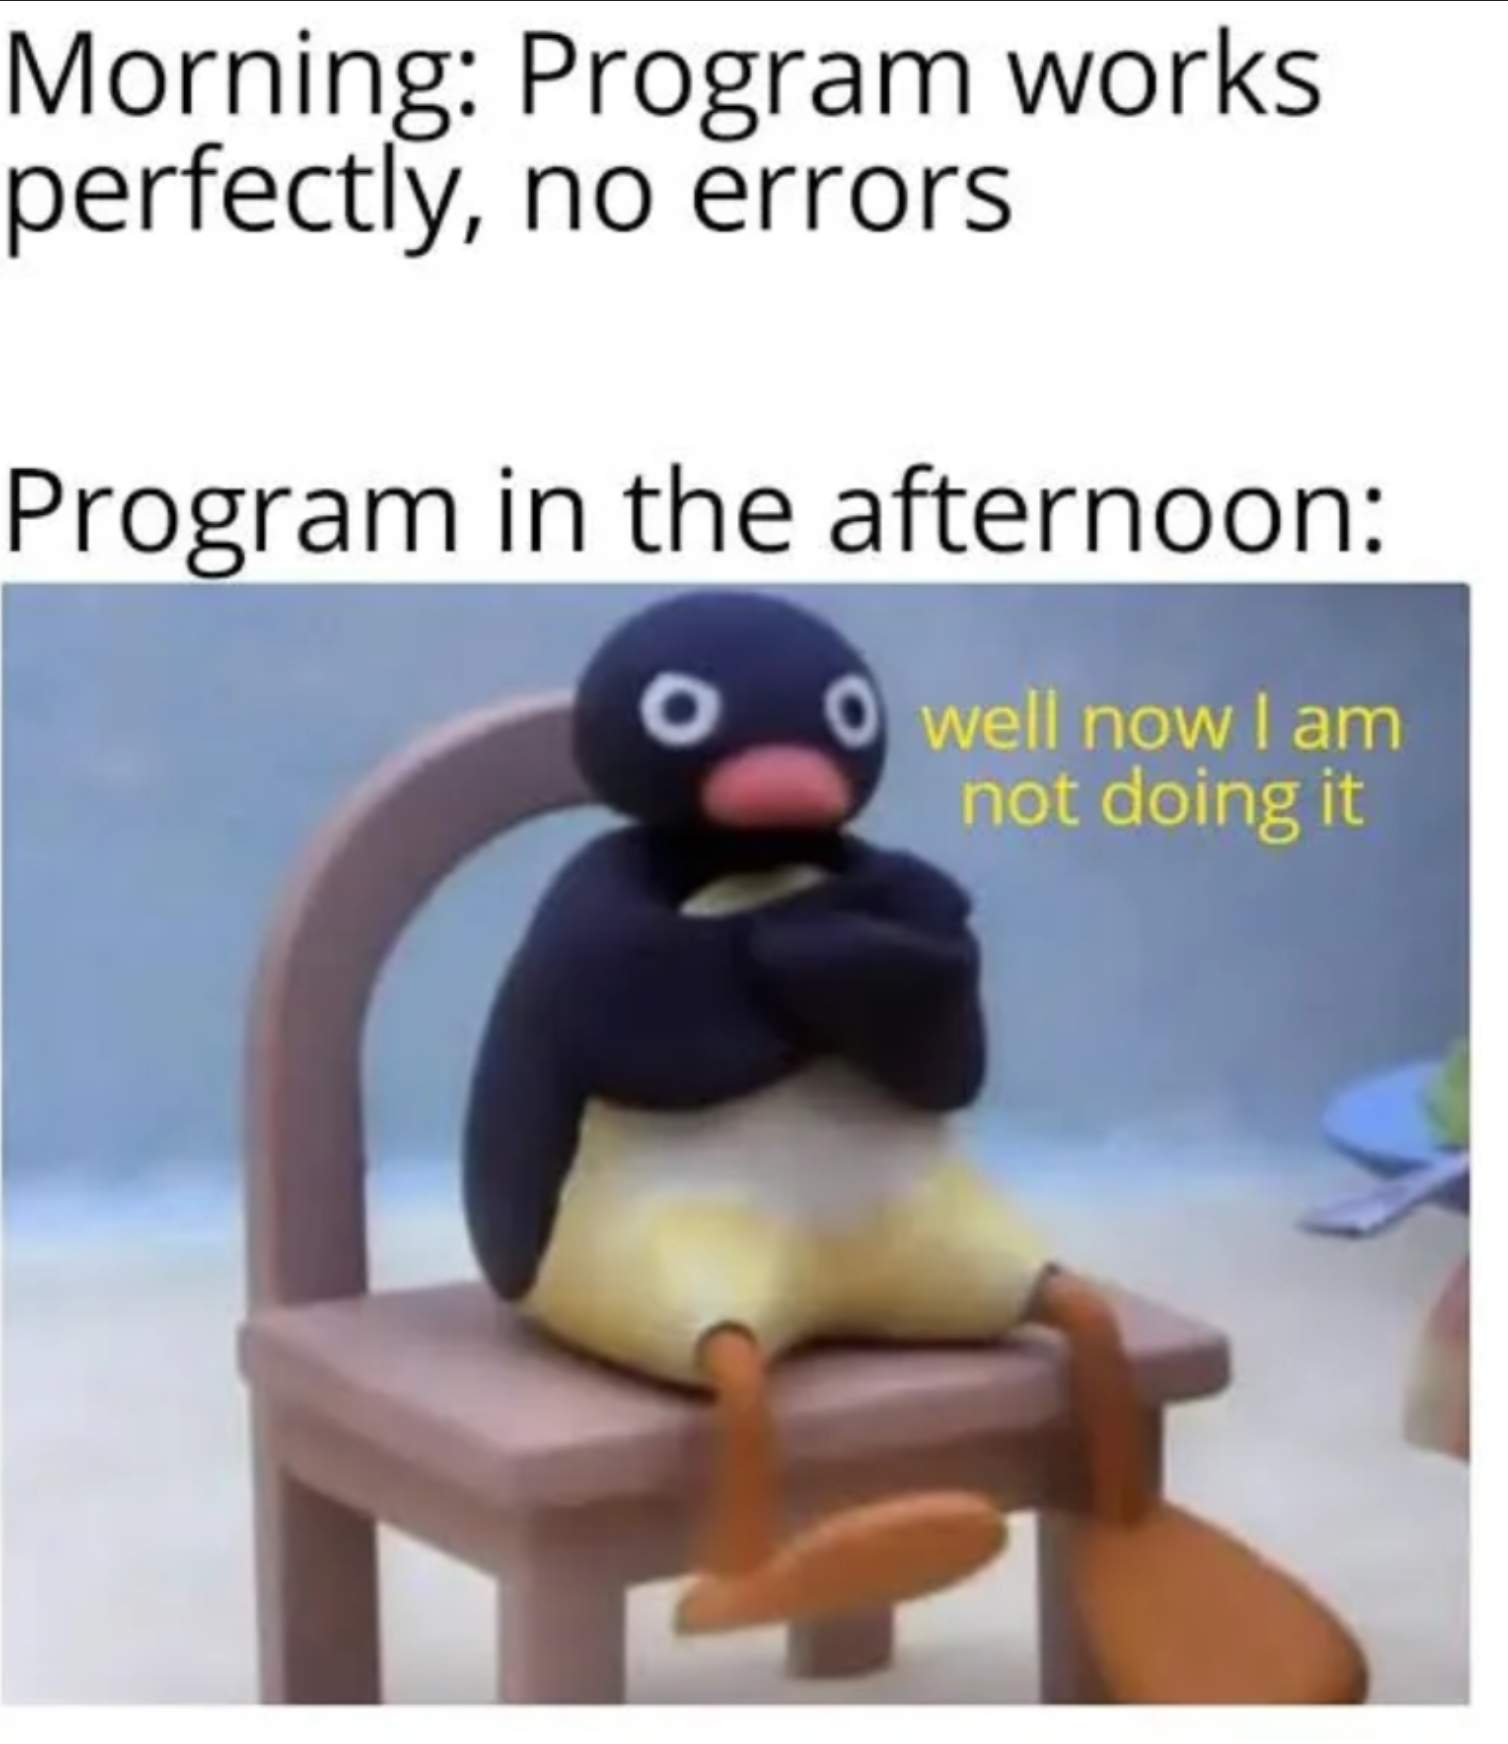 Morning: Program works
perfectly, no errors
Program in the afternoon:
well now I am
not doing it